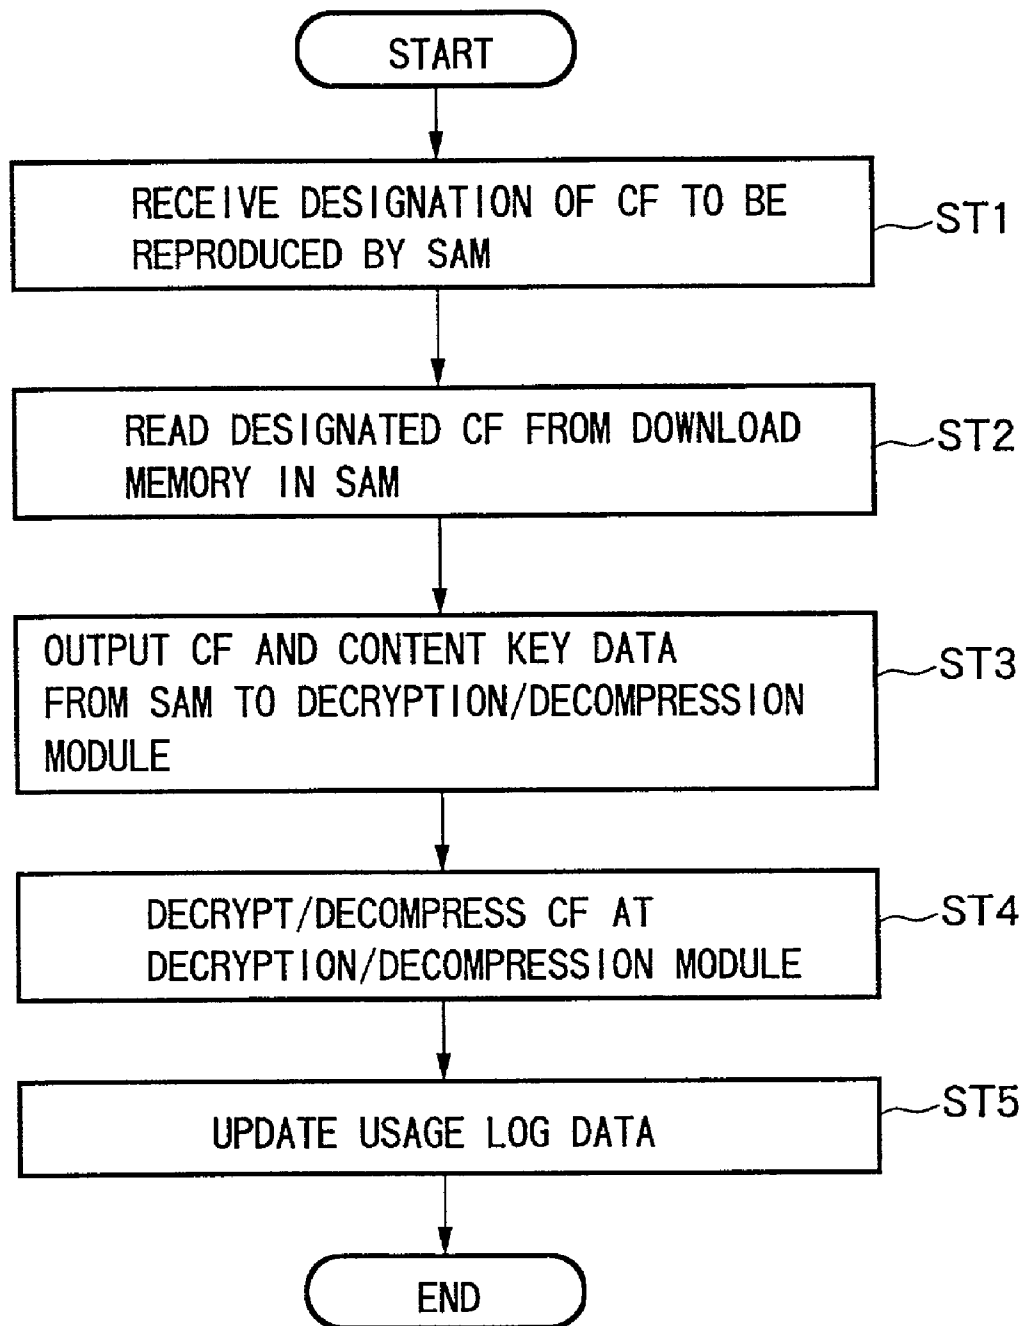 START
RECEIVE DESIGNATION OF CF TO BE
REPRODUCED BY SAM
ST1
READ DESIGNATED CF FROM DOWNLOAD
MEMORY IN SAM
ST2
OUTPUT CF AND CONTENT KEY DATA
FROM SAM TO DECRYPTION/DECOMPRESSION
MODULE
ST3
DECRYPT/DECOMPRESS CF AT
DECRYPTION/DECOMPRESSION MODULE
ST4
UPDATE USAGE LOG DATA
ST5
END